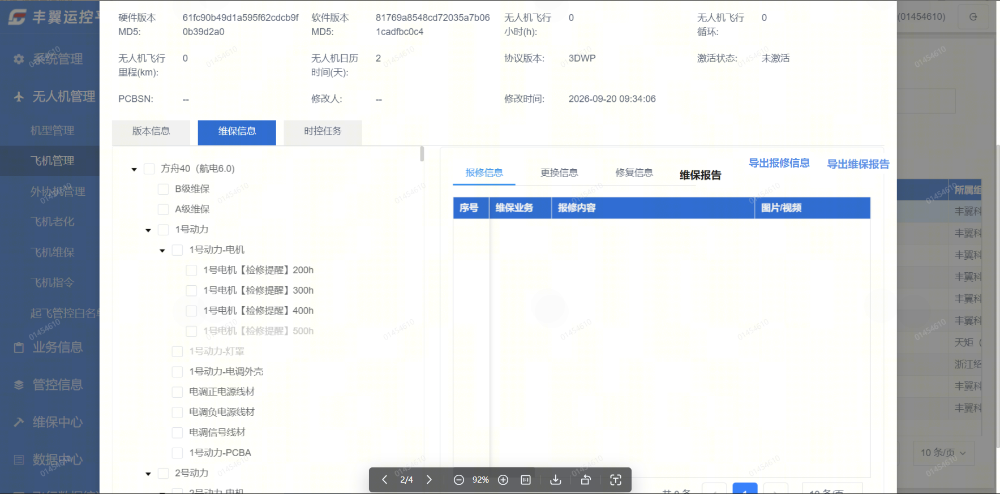 丰翼运控
(01454610)
硬件版本MD5: 61fc90b49d1a595f62cdcb9f0b39d2a0
软件版本MD5: 81769a8548cd72035a7b061cadfbc0c4
无人机飞行小时(h): 0
无人机飞行循环: 0
无人机飞行里程(km): 0
无人机日历时间(天): 2
协议版本: 3DWP
激活状态: 未激活
PCBSN: --
修改人: --
修改时间: 2026-09-20 09:34:06
系统管理
无人机管理
机型管理
飞机管理
外协机管理
飞机老化
飞机维保
飞机指令
起飞管控白名单
业务信息
管控信息
维保中心
数据中心
版本信息 维保信息 时控任务
方舟40（航电6.0)
B级维保
A级维保
1号动力
1号动力-电机
1号电机【检修提醒】200h
1号电机【检修提醒】300h
1号电机【检修提醒】400h
1号电机【检修提醒】500h
1号动力-灯罩
1号动力-电调外壳
电调正电源线材
电调负电源线材
电调信号线材
1号动力-PCBA
2号动力
2号动力-电机
报修信息 更换信息 修复信息 维保报告 导出报修信息 导出维保报告
序号 维保业务 报修内容 图片/视频
共 0 条 1 10 条/页
2/4 92%
所属组
丰翼科
丰翼科
丰翼科
丰翼科
丰翼科
丰翼科
天矩（
浙江绍
丰翼科
丰翼科
10 条/页
01454610